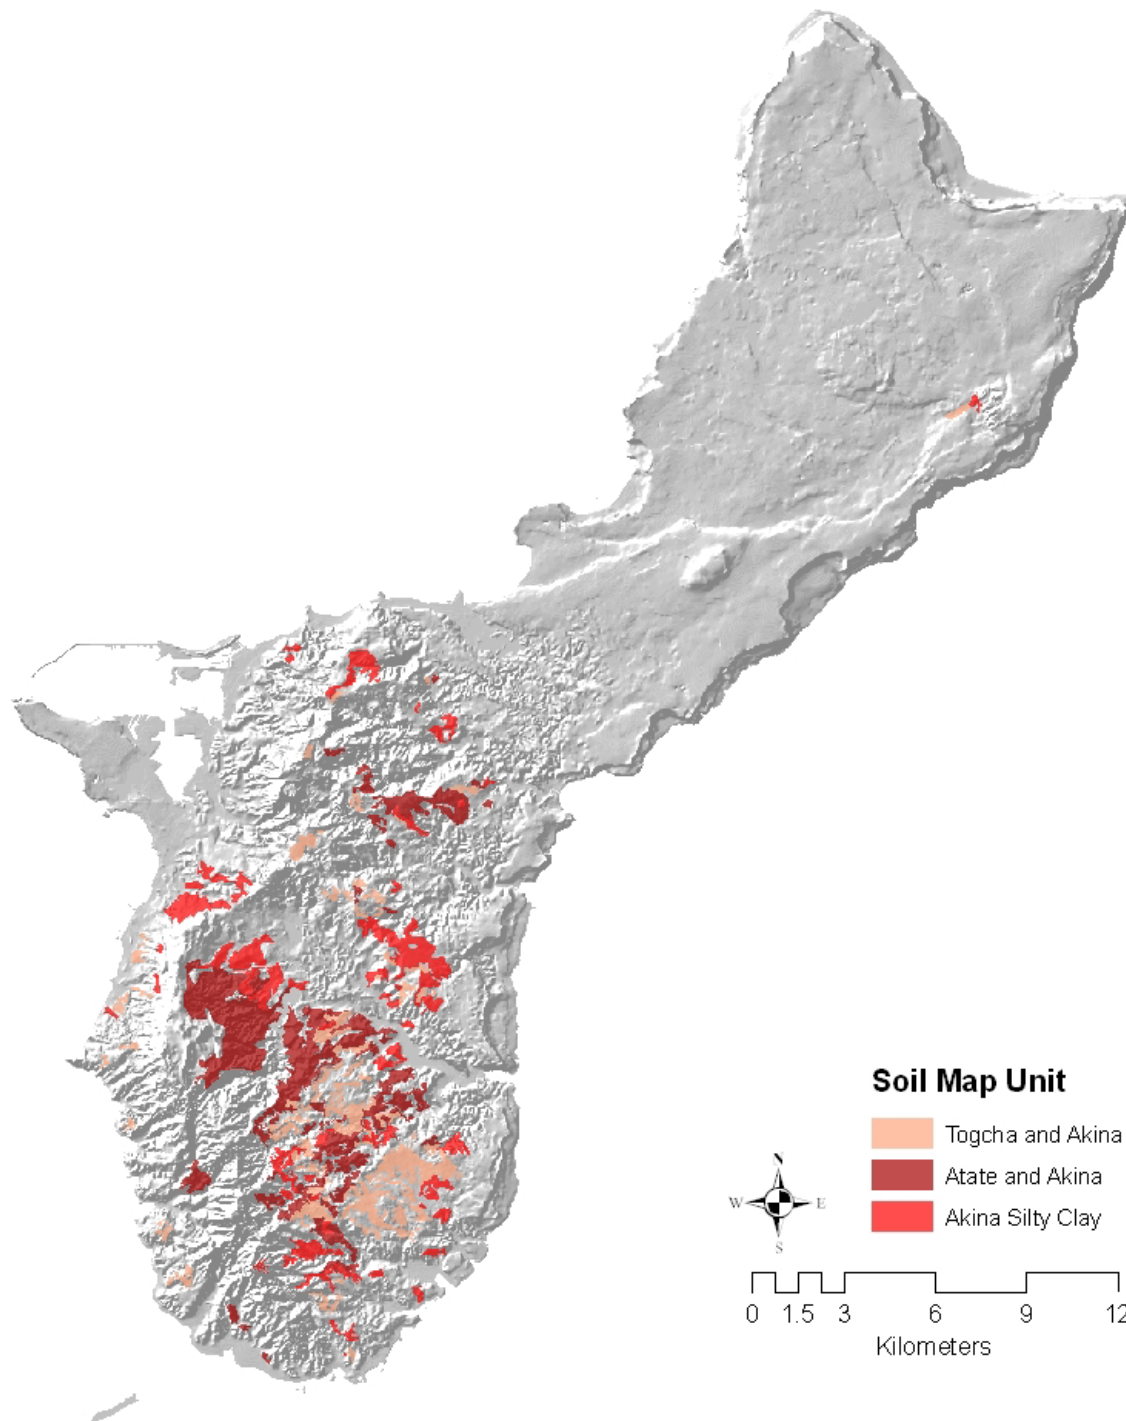 Soil Map Unit
Togcha and Akina
Atate and Akina
Akina Silty Clay
N
W E
S
0 1.5 3 6 9 12
Kilometers